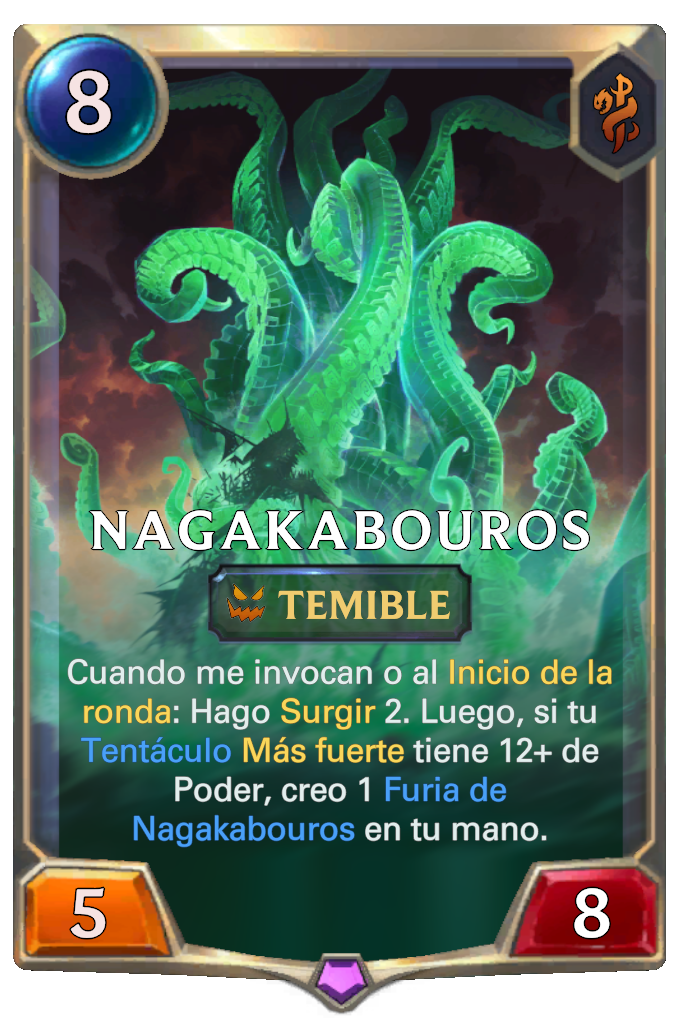 8
NAGAKABOUROS
TEMIBLE
Cuando me invocan o al Inicio de la
ronda: Hago Surgir 2. Luego, si tu
Tentáculo Más fuerte tiene 12+ de
Poder, creo 1 Furia de
Nagakabouros en tu mano.
5
8